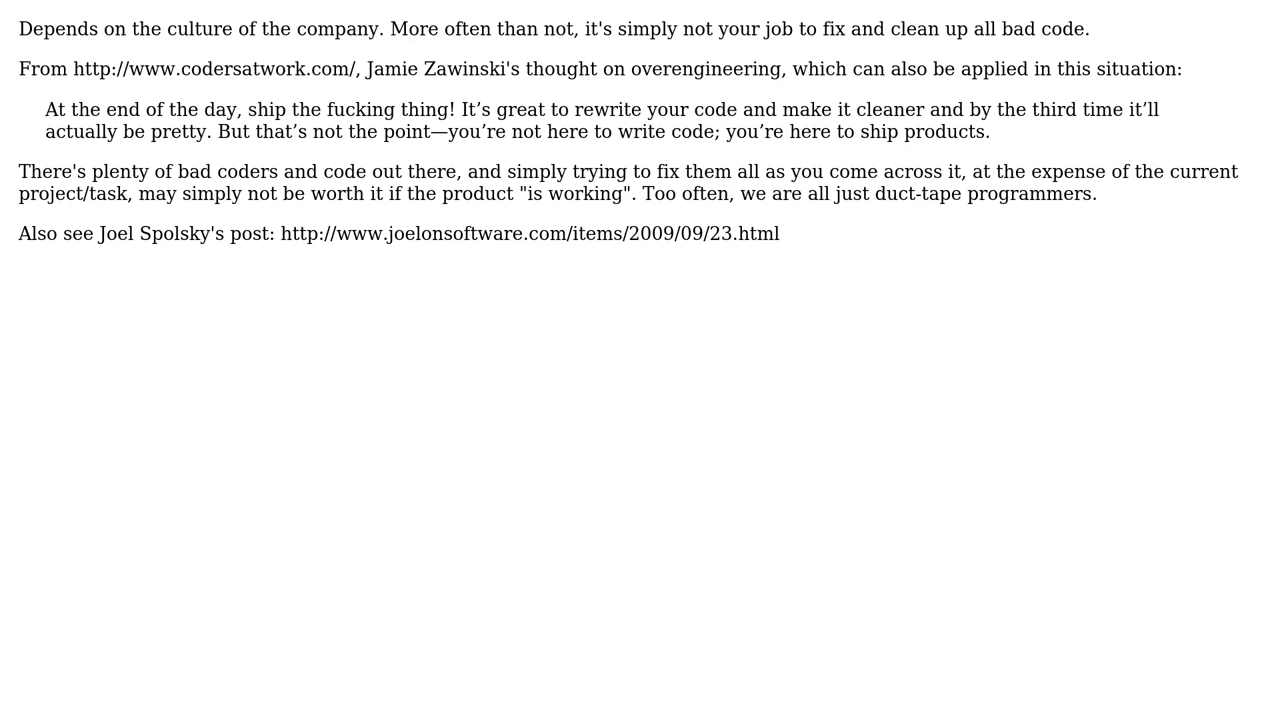 Depends on the culture of the company. More often than not, it's simply not your job to fix and clean up all bad code.
From http://www.codersatwork.com/, Jamie Zawinski's thought on overengineering, which can also be applied in this situation:
At the end of the day, ship the fucking thing! It’s great to rewrite your code and make it cleaner and by the third time it’ll
actually be pretty. But that’s not the point—you’re not here to write code; you’re here to ship products.
There's plenty of bad coders and code out there, and simply trying to fix them all as you come across it, at the expense of the current
project/task, may simply not be worth it if the product "is working". Too often, we are all just duct-tape programmers.
Also see Joel Spolsky's post: http://www.joelonsoftware.com/items/2009/09/23.html